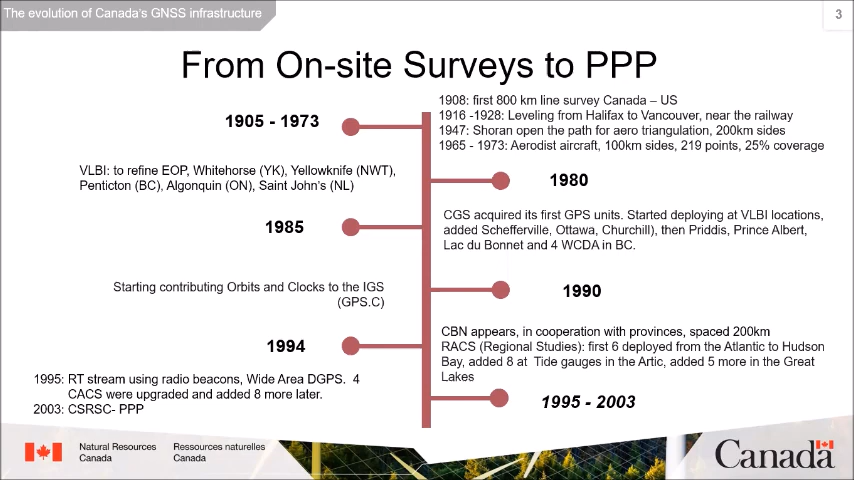 The evolution of Canada's GNSS infrastructure
3
From On-site Surveys to PPP
1905 - 1973
1908: first 800 km line survey Canada – US
1916 -1928: Leveling from Halifax to Vancouver, near the railway
1947: Shoran open the path for aero triangulation, 200km sides
1965 - 1973: Aerodist aircraft, 100km sides, 219 points, 25% coverage
VLBI: to refine EOP, Whitehorse (YK), Yellowknife (NWT),
Penticton (BC), Algonquin (ON), Saint John's (NL)
1980
1985
CGS acquired its first GPS units. Started deploying at VLBI locations,
added Schefferville, Ottawa, Churchill), then Priddis, Prince Albert,
Lac du Bonnet and 4 WCDA in BC.
Starting contributing Orbits and Clocks to the IGS
(GPS.C)
1990
1994
CBN appears, in cooperation with provinces, spaced 200km
RACS (Regional Studies): first 6 deployed from the Atlantic to Hudson
Bay, added 8 at Tide gauges in the Artic, added 5 more in the Great
Lakes
1995: RT stream using radio beacons, Wide Area DGPS. 4
CACS were upgraded and added 8 more later.
2003: CSRSC- PPP
1995 - 2003
Natural Resources
Canada
Ressources naturelles
Canada
Canada